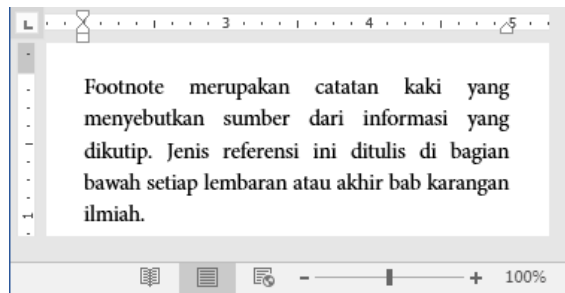 L 3 4 5
Footnote merupakan catatan kaki yang
menyebutkan sumber dari informasi yang
dikutip. Jenis referensi ini ditulis di bagian
bawah setiap lembaran atau akhir bab karangan
ilmiah.
1
100%